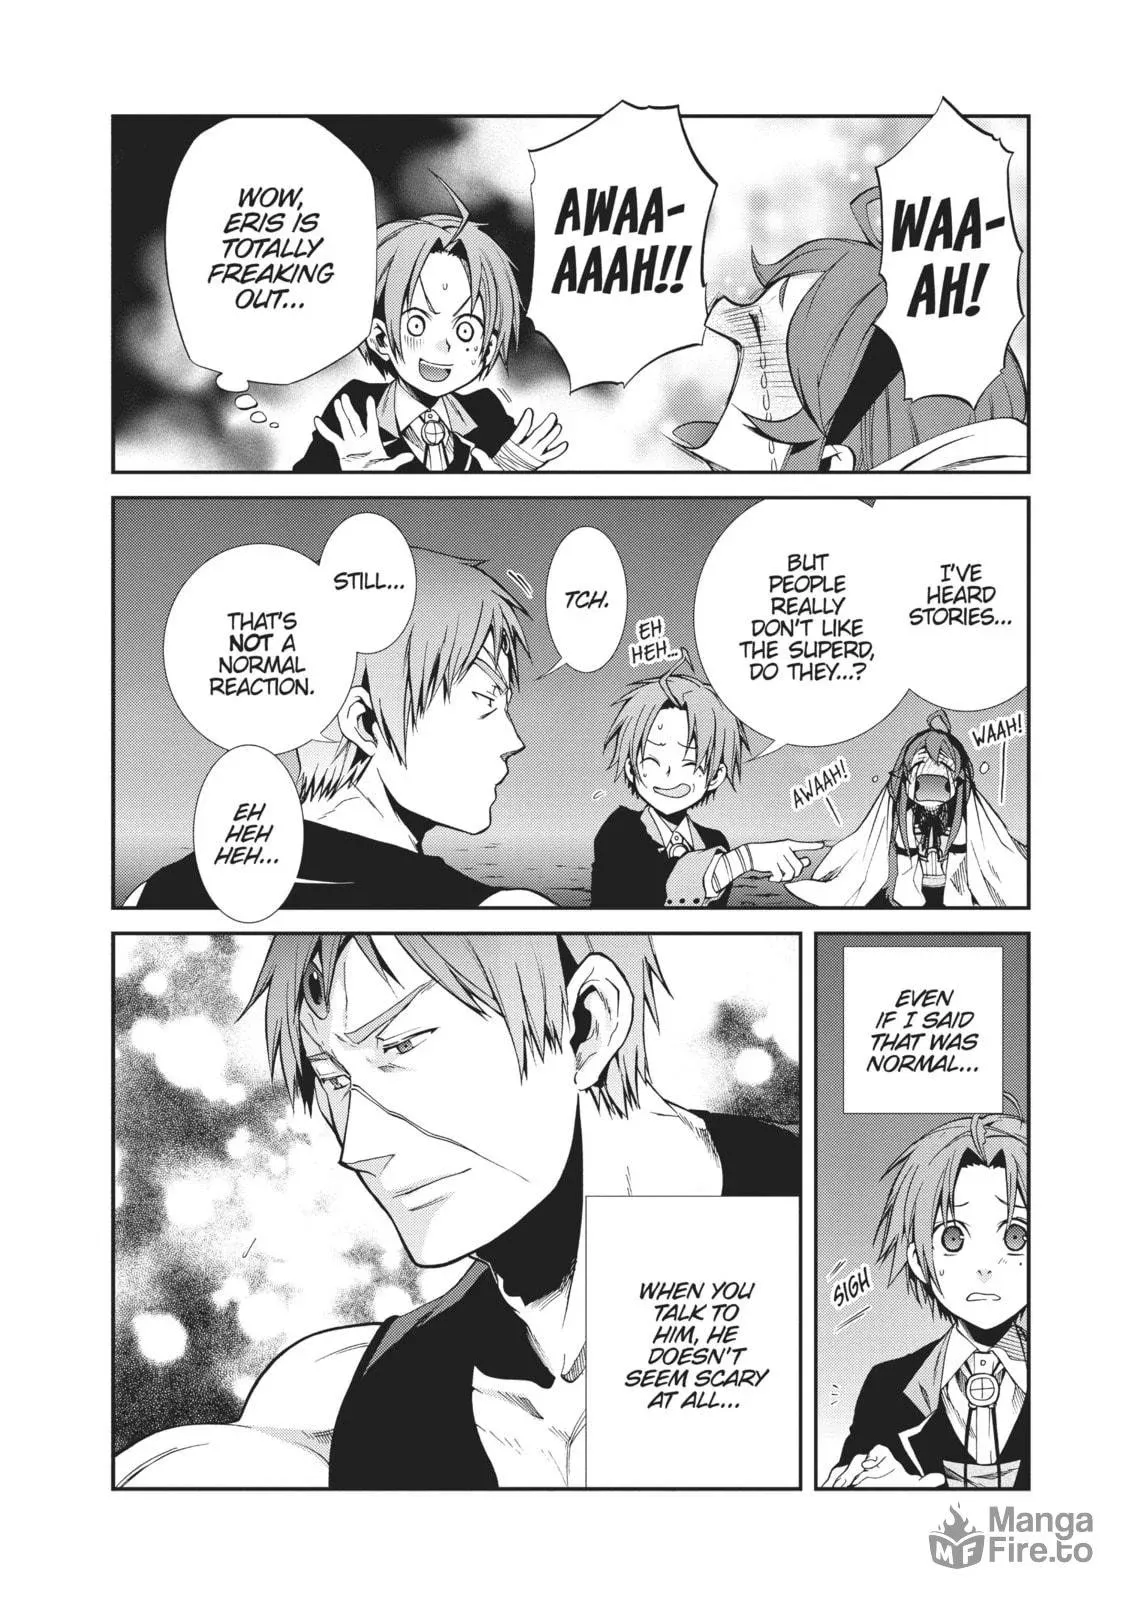 WAA-
AH!
AWAA-
AAAH!!
WOW,
ERIS IS
TOTALLY
FREAKING
OUT...
I'VE
HEARD
STORIES...
BUT
PEOPLE
REALLY
DON'T LIKE
THE SUPERD,
DO THEY...?
WAAH!
AWAAH!
EH
HEH...
TCH.
STILL...
THAT'S
NOT A
NORMAL
REACTION.
EH
HEH
HEH...
EVEN
IF I SAID
THAT WAS
NORMAL...
SIGH
WHEN YOU
TALK TO
HIM, HE
DOESN'T
SEEM SCARY
AT ALL...
Manga
MF Fire.to